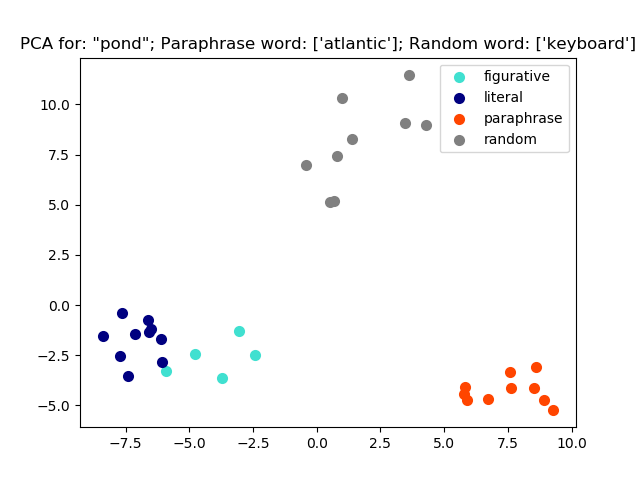 PCA for: "pond"; Paraphrase word: ['atlantic']; Random word: ['keyboard']
figurative
literal
paraphrase
random
10.0
7.5
5.0
2.5
0.0
−2.5
−5.0
−7.5 −5.0 −2.5 0.0 2.5 5.0 7.5 10.0